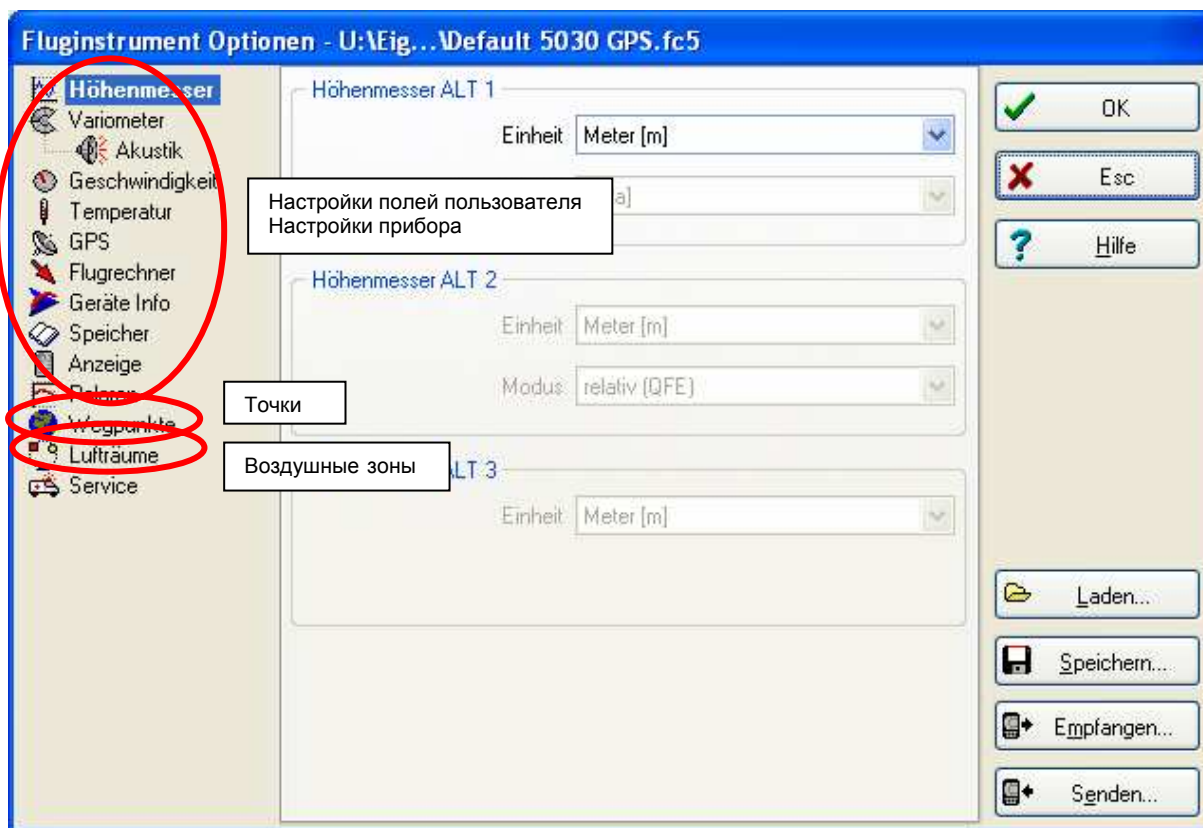 Fluginstrument Optionen - U:\Eig...\Default 5030 GPS.fc5
Höhenmesser
Variometer
Akustik
Geschwindigkeit
Temperatur
GPS
Flugrechner
Geräte Info
Speicher
Anzeige
Polaren
Wegpunkte
Lufträume
Service
Настройки полей пользователя
Настройки прибора
Точки
Воздушные зоны
Höhenmesser ALT 1
Einheit Meter [m]
a]
Höhenmesser ALT 2
Einheit Meter [m]
Modus relativ (QFE)
ALT 3
Einheit Meter [m]
OK
Esc
Hilfe
Laden...
Speichern...
Empfangen...
Senden...